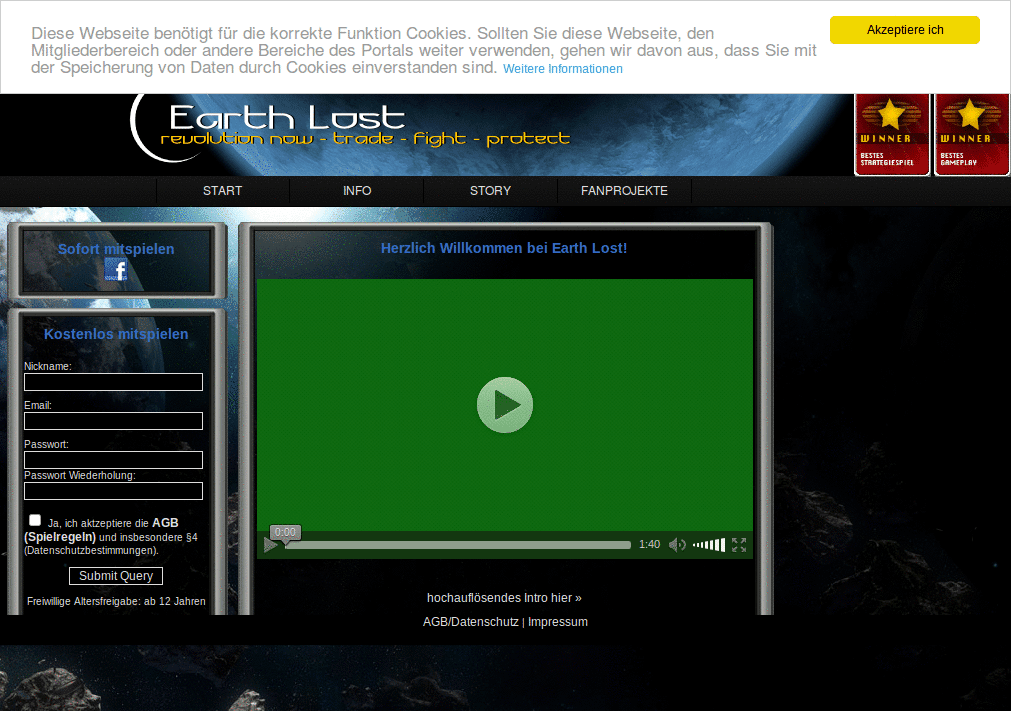 Diese Webseite benötigt für die korrekte Funktion Cookies. Sollten Sie diese Webseite, den
Mitgliederbereich oder andere Bereiche des Portals weiter verwenden, gehen wir davon aus, dass Sie mit
der Speicherung von Daten durch Cookies einverstanden sind. Weitere Informationen
Akzeptiere ich
Earth Lost
revolution now - trade - fight - protect
WINNER
BESTES
STRATEGIESPIEL
WINNER
BESTES
GAMEPLAY
START
INFO
STORY
FANPROJEKTE
Sofort mitspielen
f
Kostenlos mitspielen
Nickname:
Email:
Passwort:
Passwort Wiederholung:
Ja, ich aktzeptiere die AGB
(Spielregeln) und insbesondere §4
(Datenschutzbestimmungen).
Submit Query
Freiwillige Altersfreigabe: ab 12 Jahren
Herzlich Willkommen bei Earth Lost!
0:00
1:40
hochauflösendes Intro hier »
AGB/Datenschutz | Impressum